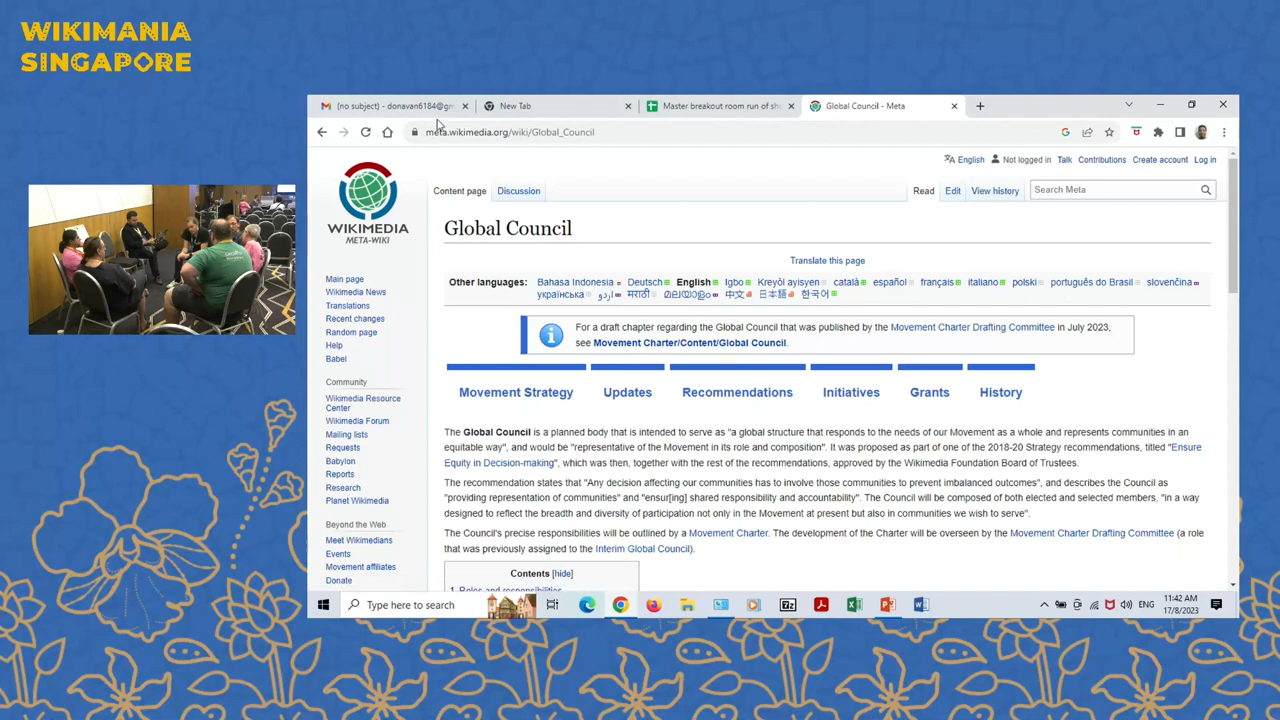 WIKIMANIA
SINGAPORE
(no subject) - donavan6184@gm
New Tab
Master breakout room run of sho
Global Council - Meta
meta.wikimedia.org/wiki/Global_Council
English Not logged in Talk Contributions Create account Log in
Content page Discussion Read Edit View history Search Meta
WIKIMEDIA
META-WIKI
Main page
Wikimedia News
Translations
Recent changes
Random page
Help
Babel
Community
Wikimedia Resource
Center
Wikimedia Forum
Mailing lists
Requests
Babylon
Reports
Research
Planet Wikimedia
Beyond the Web
Meet Wikimedians
Events
Movement affiliates
Donate
Global Council
Translate this page
Other languages: Bahasa Indonesia Deutsch English Igbo Kreyòl ayisyen català español français italiano polski português do Brasil slovenčina
українська اردو मराठी മലയാളം 中文 日本語 한국어
For a draft chapter regarding the Global Council that was published by the Movement Charter Drafting Committee in July 2023,
see Movement Charter/Content/Global Council.
Movement Strategy Updates Recommendations Initiatives Grants History
The Global Council is a planned body that is intended to serve as "a global structure that responds to the needs of our Movement as a whole and represents communities in an
equitable way", and would be "representative of the Movement in its role and composition". It was proposed as part of one of the 2018-20 Strategy recommendations, titled "Ensure
Equity in Decision-making", which was then, together with the rest of the recommendations, approved by the Wikimedia Foundation Board of Trustees.
The recommendation states that "Any decision affecting our communities has to involve those communities to prevent imbalanced outcomes", and describes the Council as
"providing representation of communities" and "ensur[ing] shared responsibility and accountability". The Council will be composed of both elected and selected members, "in a way
designed to reflect the breadth and diversity of participation not only in the Movement at present but also in communities we wish to serve".
The Council's precise responsibilities will be outlined by a Movement Charter. The development of the Charter will be overseen by the Movement Charter Drafting Committee (a role
that was previously assigned to the Interim Global Council).
Contents [hide]
1 Roles and responsibilities
Type here to search
ENG
11:42 AM
17/8/2023